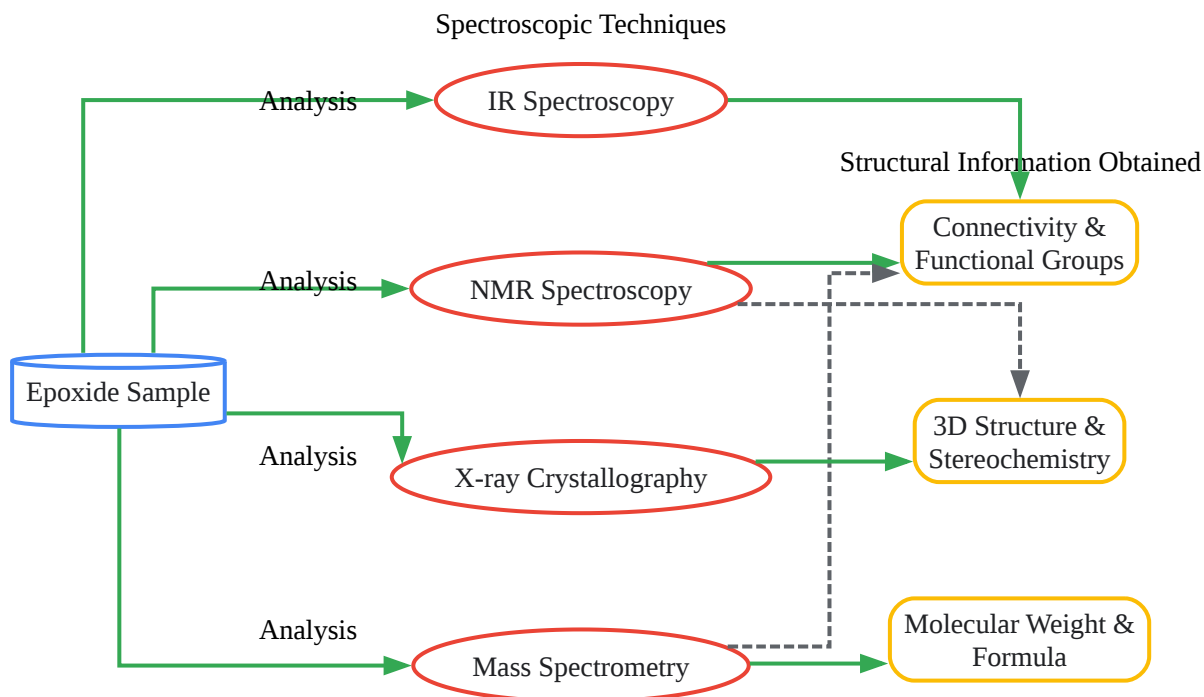 Spectroscopic Techniques
Analysis
IR Spectroscopy
Structural Information Obtained
Connectivity &
Functional Groups
Analysis
NMR Spectroscopy
Epoxide Sample
3D Structure &
Stereochemistry
Analysis
X-ray Crystallography
Molecular Weight &
Formula
Analysis
Mass Spectrometry